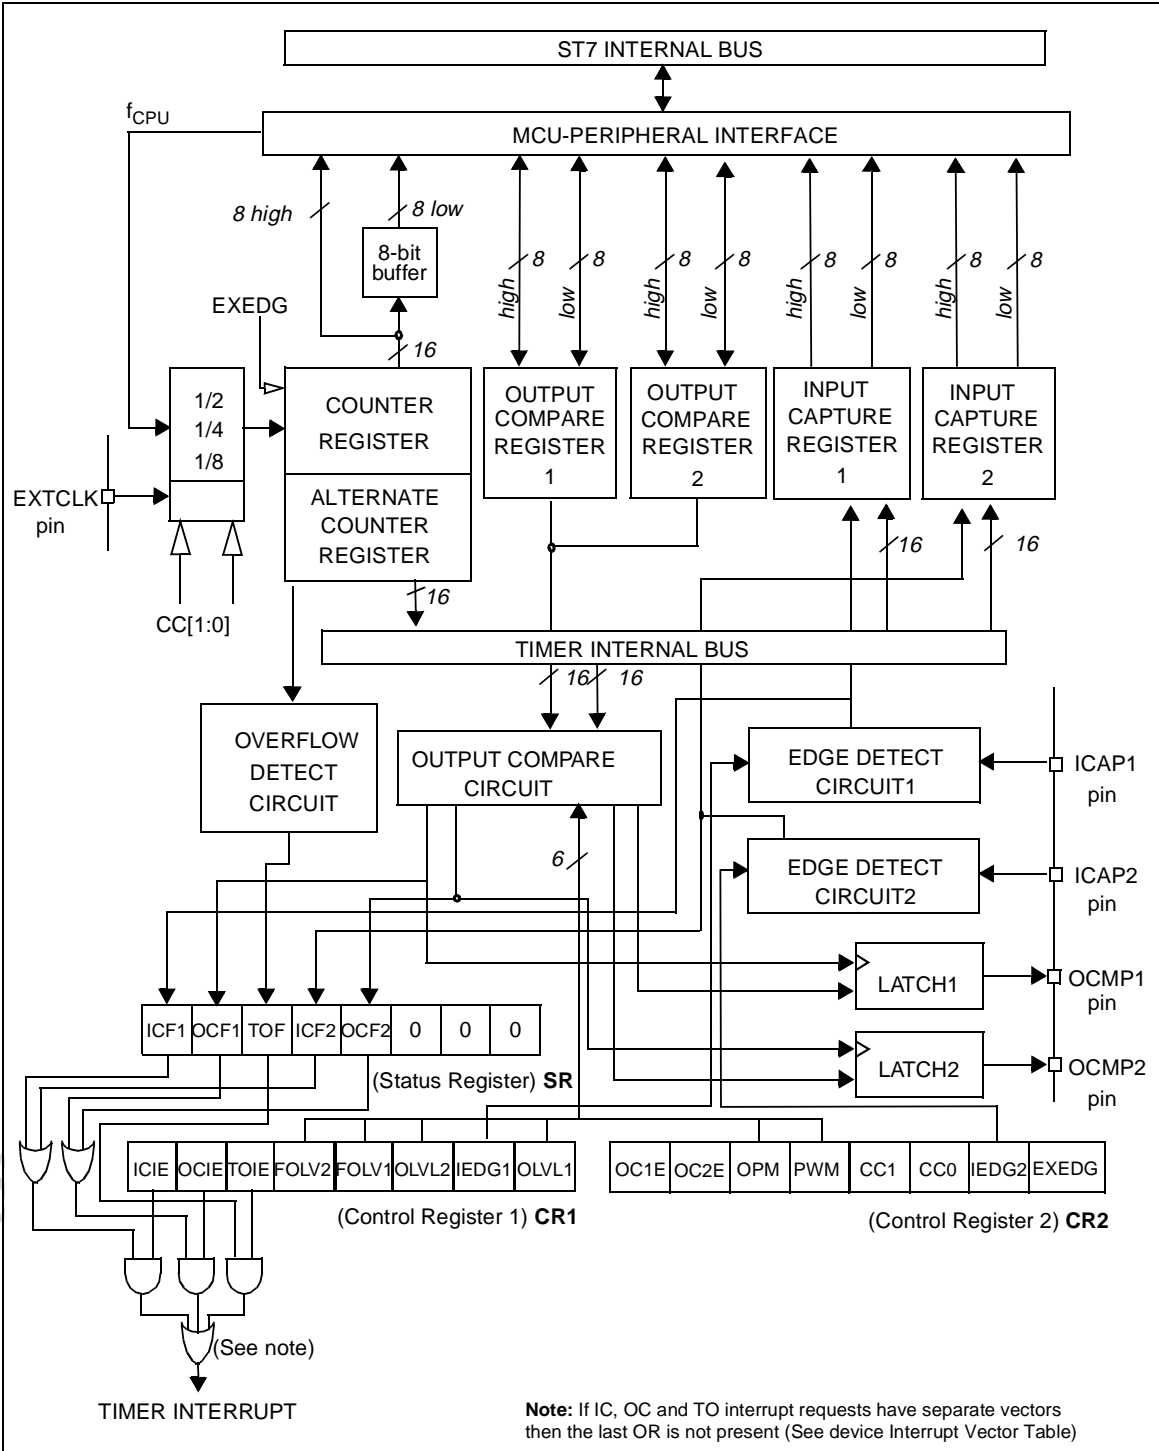 ST7 INTERNAL BUS
fCPU
MCU-PERIPHERAL INTERFACE
8 high
8 low
8-bit
buffer
high
8
low
8
high
8
low
8
high
8
low
8
high
8
low
8
EXEDG
16
1/2
1/4
1/8
COUNTER
REGISTER
ALTERNATE
COUNTER
REGISTER
OUTPUT
COMPARE
REGISTER
1
OUTPUT
COMPARE
REGISTER
2
INPUT
CAPTURE
REGISTER
1
INPUT
CAPTURE
REGISTER
2
EXTCLK
pin
16
16
16
CC[1:0]
TIMER INTERNAL BUS
16
16
OVERFLOW
DETECT
CIRCUIT
OUTPUT COMPARE
CIRCUIT
EDGE DETECT
CIRCUIT1
ICAP1
pin
6
EDGE DETECT
CIRCUIT2
ICAP2
pin
LATCH1
OCMP1
pin
LATCH2
OCMP2
pin
ICF1 OCF1 TOF ICF2 OCF2 0 0 0
(Status Register) SR
ICIE OCIE TOIE FOLV2 FOLV1 OLVL2 IEDG1 OLVL1
(Control Register 1) CR1
OC1E OC2E OPM PWM CC1 CC0 IEDG2 EXEDG
(Control Register 2) CR2
(See note)
TIMER INTERRUPT
Note: If IC, OC and TO interrupt requests have separate vectors
then the last OR is not present (See device Interrupt Vector Table)